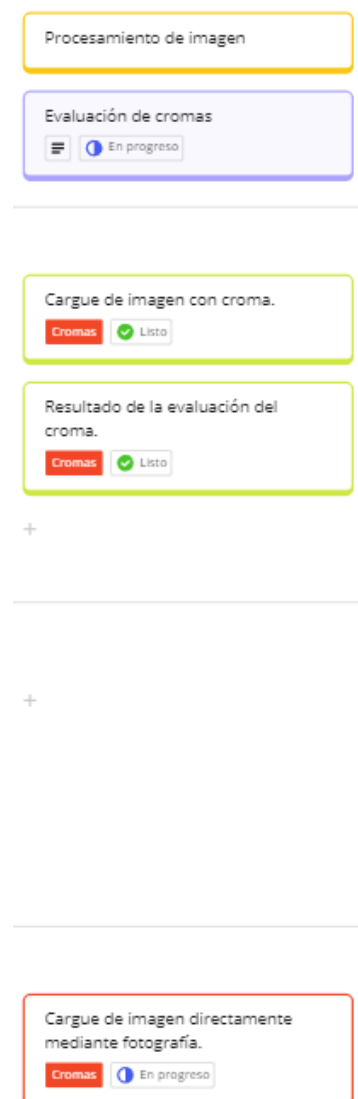 Procesamiento de imagen
Evaluación de cromas
En progreso
Cargue de imagen con croma.
Cromas Listo
Resultado de la evaluación del
croma.
Cromas Listo
+
+
Cargue de imagen directamente
mediante fotografía.
Cromas En progreso